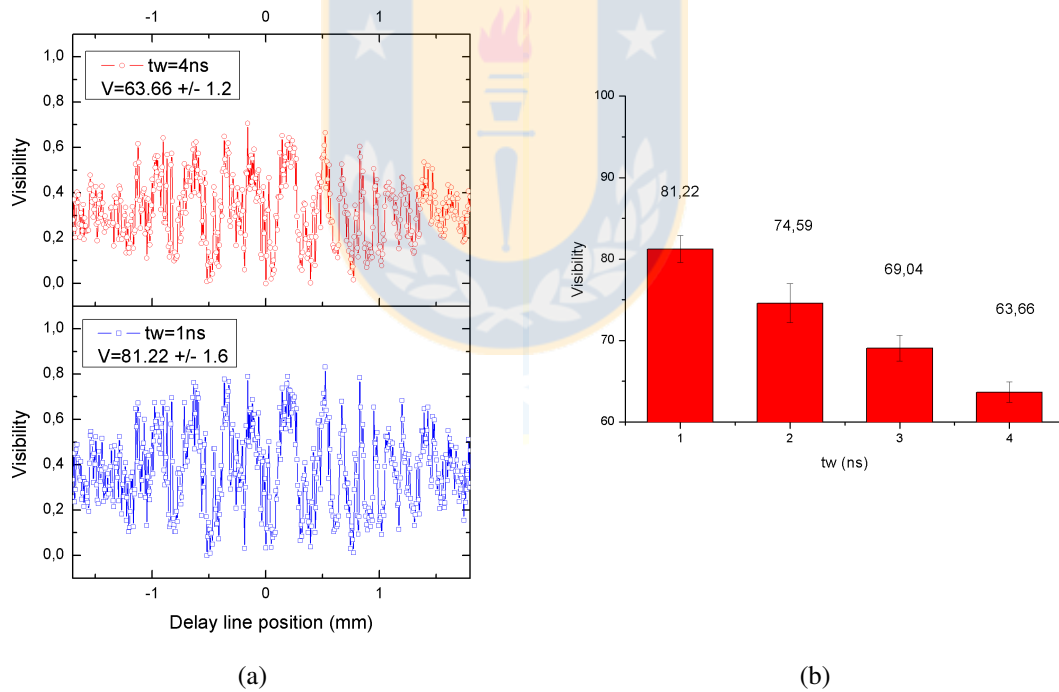 -1 0 1
1,0
0,8
0,6
0,4
0,2
0,0
Visibility
tw=4ns
V=63.66 +/- 1.2
1,0
0,8
0,6
0,4
0,2
0,0
Visibility
tw=1ns
V=81.22 +/- 1.6
-1 0 1
Delay line position (mm)
(a)
100
90
80
70
60
Visibility
81,22
74,59
69,04
63,66
1 2 3 4
tw (ns)
(b)